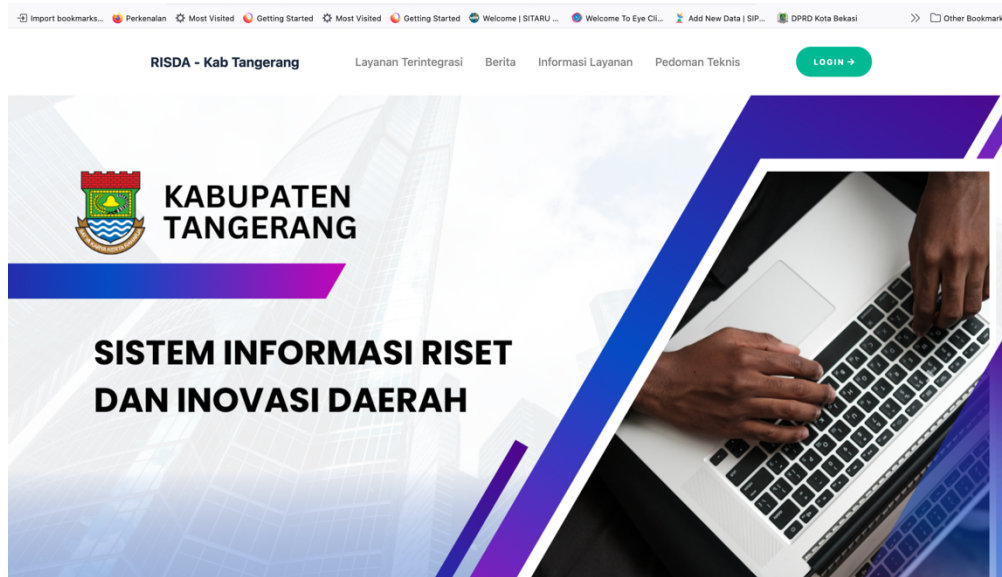 Import bookmarks... Perkenalan Most Visited Getting Started Most Visited Getting Started Welcome | SITARU ... Welcome To Eye Cli... Add New Data | SIP... DPRD Kota Bekasi >> Other Bookmark
RISDA - Kab Tangerang Layanan Terintegrasi Berita Informasi Layanan Pedoman Teknis LOGIN →
KABUPATEN
TANGERANG
SISTEM INFORMASI RISET
DAN INOVASI DAERAH